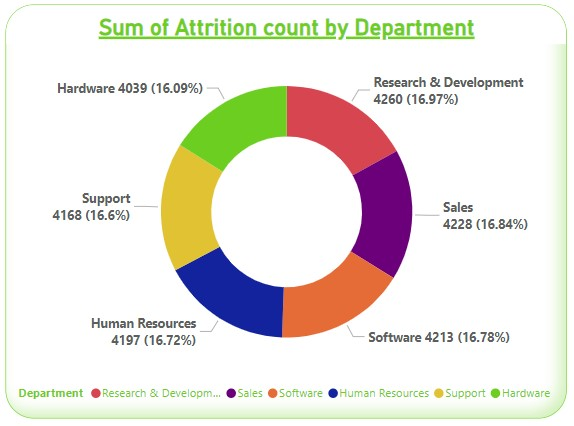 Sum of Attrition count by Department
Hardware 4039 (16.09%)
Research & Development
4260 (16.97%)
Support
4168 (16.6%)
Sales
4228 (16.84%)
Human Resources
4197 (16.72%)
Software 4213 (16.78%)
Department Research & Developm... Sales Software Human Resources Support Hardware